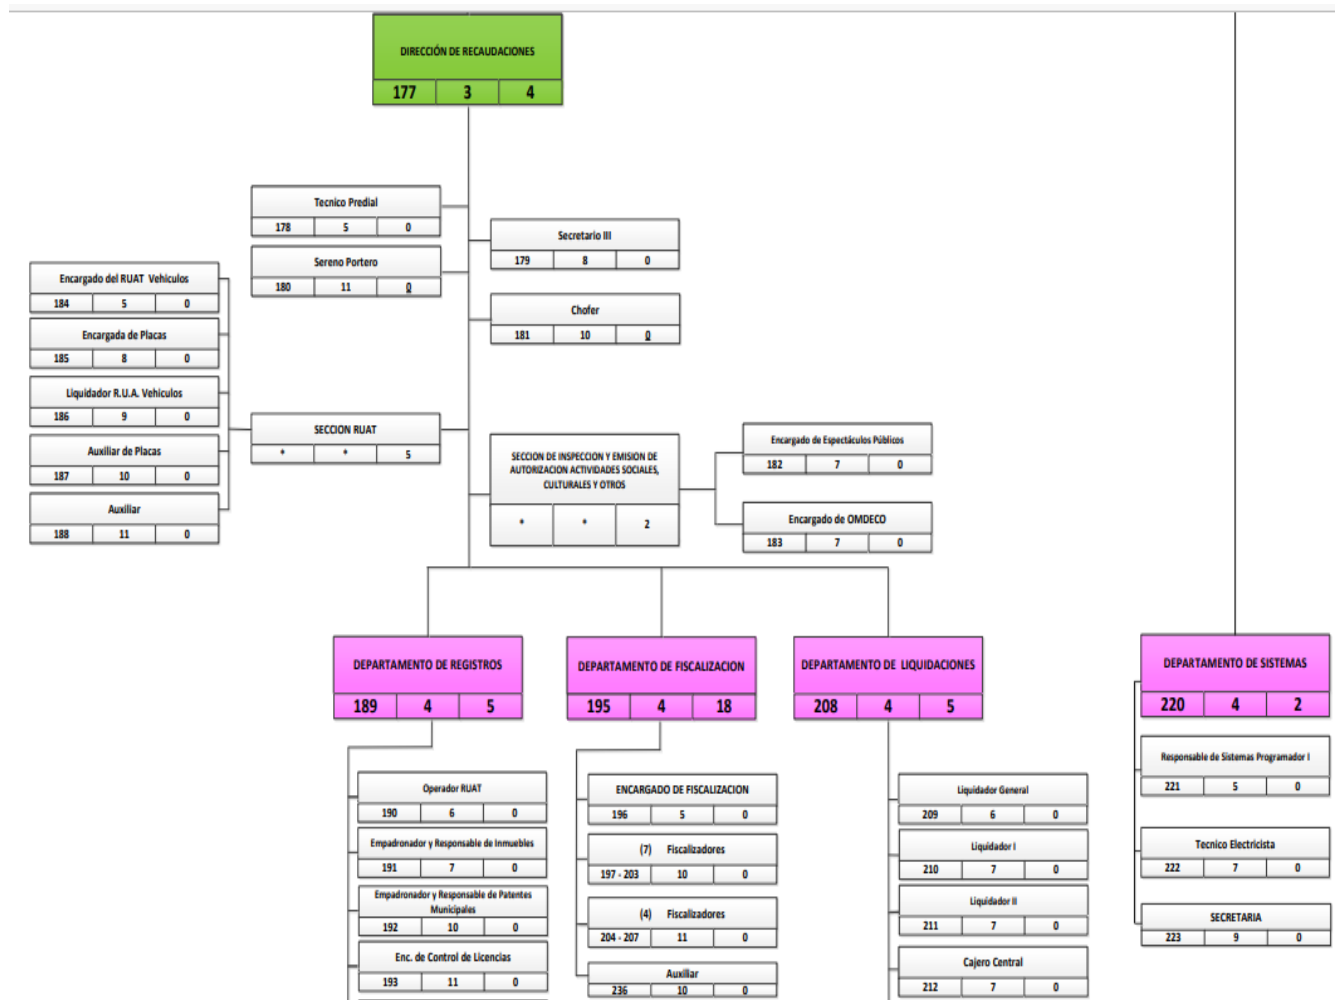 DIRECCIÓN DE RECAUDACIONES
177 3 4
Tecnico Predial
178 5 0
Secretario III
179 8 0
Sereno Portero
180 11 0
Chofer
181 10 0
Encargado del RUAT Vehiculos
184 5 0
Encargada de Placas
185 8 0
Liquidador R.U.A. Vehiculos
186 9 0
Auxiliar de Placas
187 10 0
Auxiliar
188 11 0
SECCION RUAT
* * 5
SECCION DE INSPECCION Y EMISION DE
AUTORIZACION ACTIVIDADES SOCIALES,
CULTURALES Y OTROS
* * 2
Encargado de Espectáculos Públicos
182 7 0
Encargado de OMDECO
183 7 0
DEPARTAMENTO DE REGISTROS
189 4 5
Operador RUAT
190 6 0
Empadronador y Responsable de Inmuebles
191 7 0
Empadronador y Responsable de Patentes
Municipales
192 10 0
Enc. de Control de Licencias
193 11 0
DEPARTAMENTO DE FISCALIZACION
195 4 18
ENCARGADO DE FISCALIZACION
196 5 0
(7) Fiscalizadores
197 - 203 10 0
(4) Fiscalizadores
204 - 207 11 0
Auxiliar
236 10 0
DEPARTAMENTO DE LIQUIDACIONES
208 4 5
Liquidador General
209 6 0
Liquidador I
210 7 0
Liquidador II
211 7 0
Cajero Central
212 7 0
DEPARTAMENTO DE SISTEMAS
220 4 2
Responsable de Sistemas Programador I
221 5 0
Tecnico Electricista
222 7 0
SECRETARIA
223 9 0